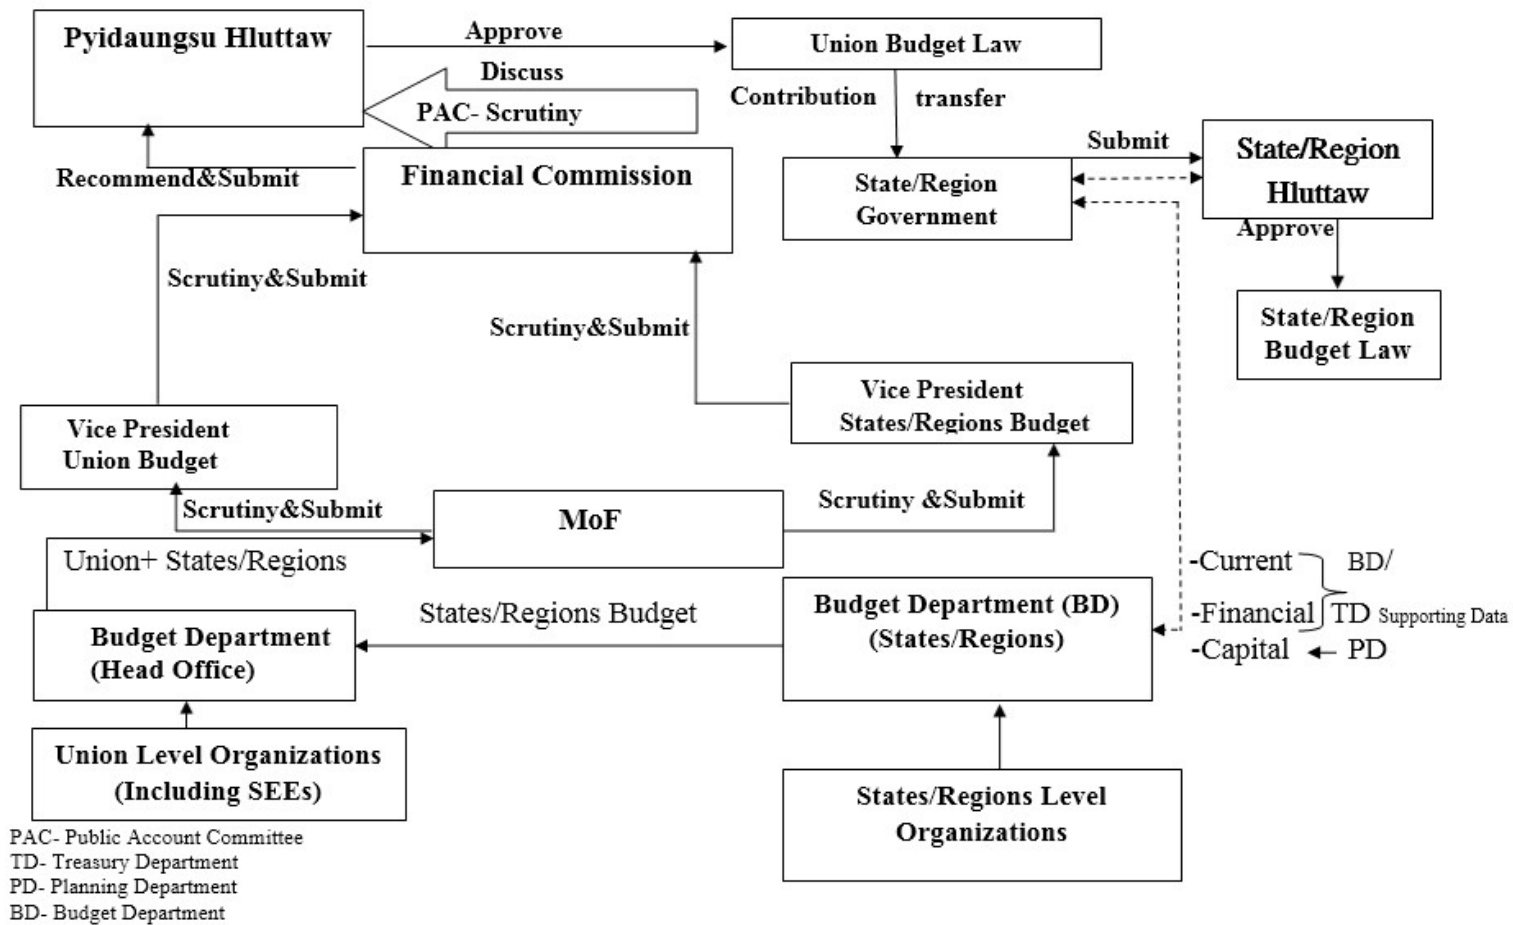 Pyidaungsu Hluttaw
Approve
Union Budget Law
Discuss
PAC- Scrutiny
Contribution
transfer
Recommend&Submit
Financial Commission
State/Region
Government
Submit
State/Region
Hluttaw
Approve
State/Region
Budget Law
Scrutiny&Submit
Scrutiny&Submit
Vice President
Union Budget
Vice President
States/Regions Budget
Scrutiny&Submit
MoF
Scrutiny &Submit
Union+ States/Regions
States/Regions Budget
Budget Department
(Head Office)
Budget Department (BD)
(States/Regions)
-Current BD/
-Financial TD Supporting Data
-Capital PD
Union Level Organizations
(Including SEEs)
States/Regions Level
Organizations
PAC- Public Account Committee
TD- Treasury Department
PD- Planning Department
BD- Budget Department